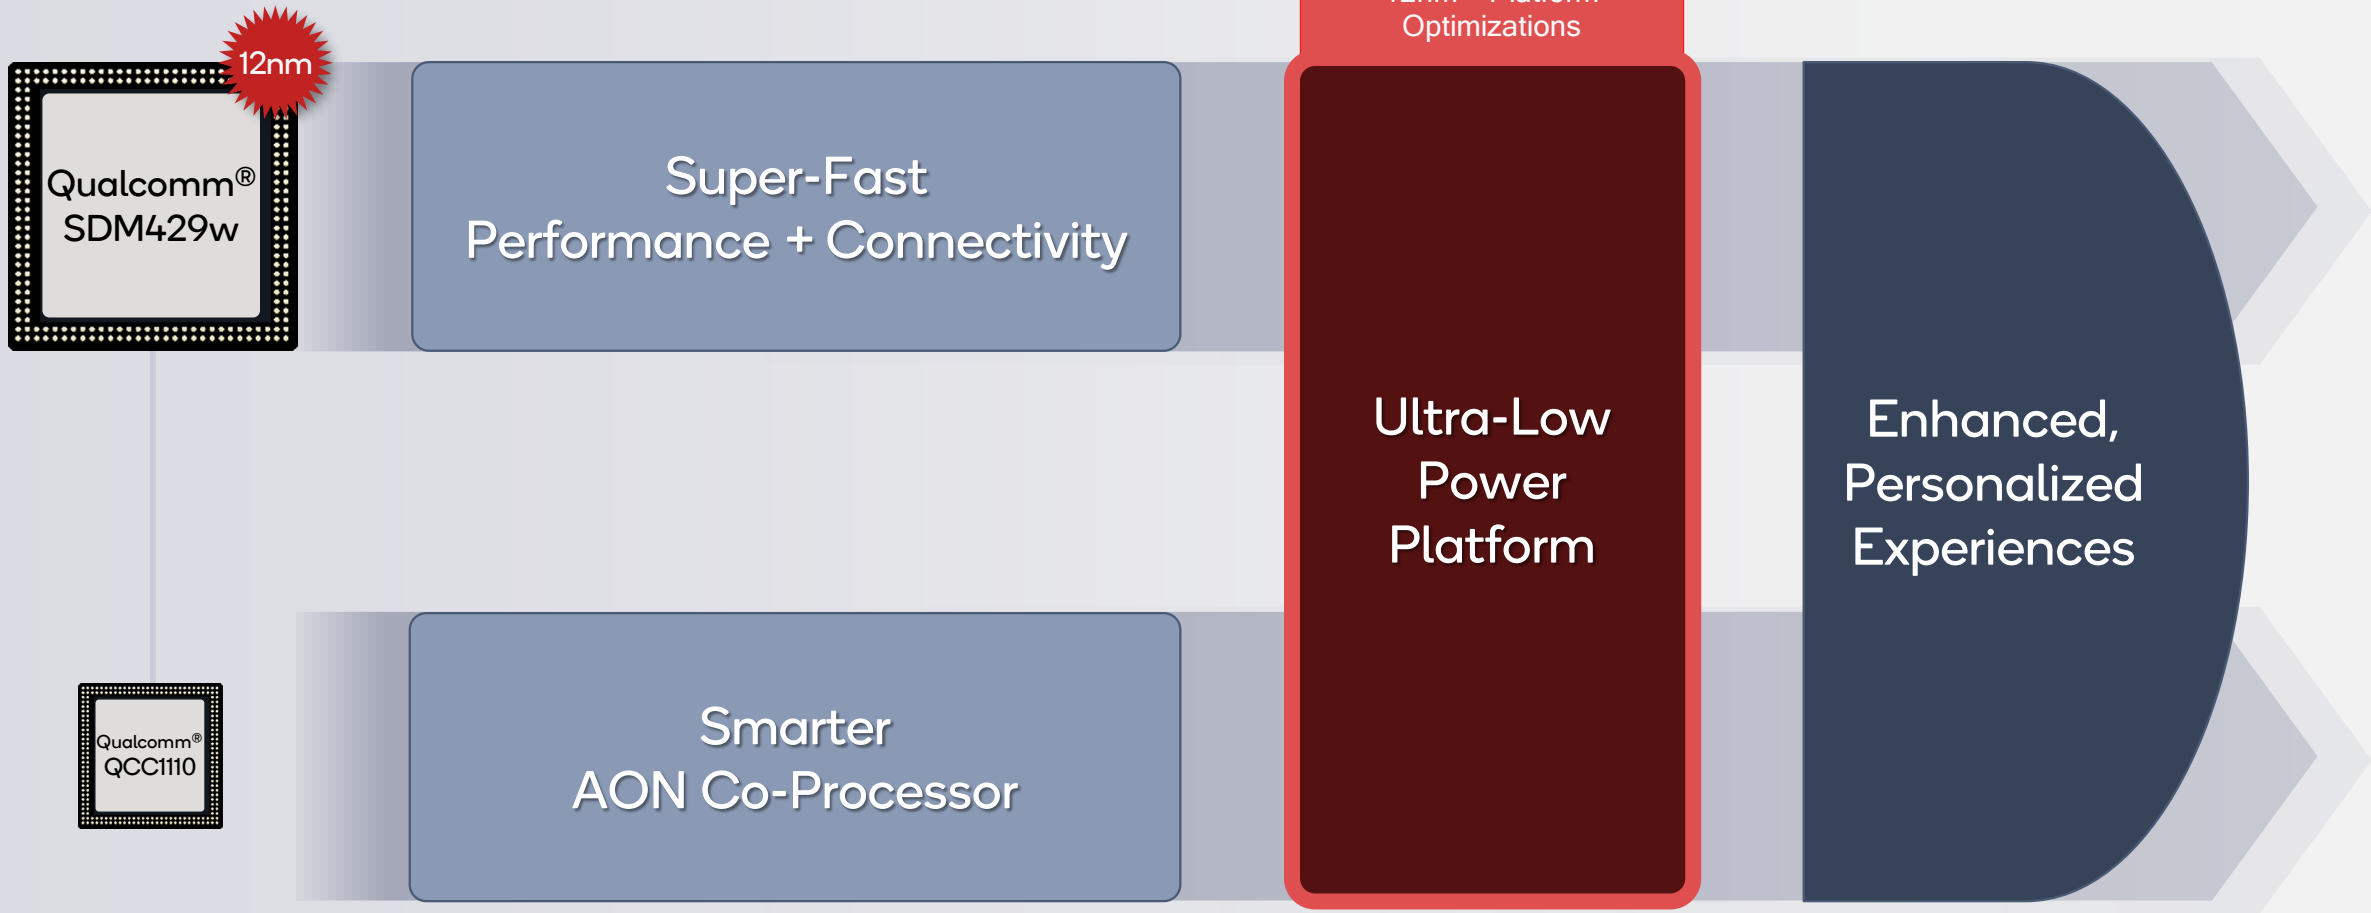 Optimizations
12nm
Qualcomm®
SDM429w
Super-Fast
Performance + Connectivity
Ultra-Low
Power
Platform
Enhanced,
Personalized
Experiences
Qualcomm®
QCC1110
Smarter
AON Co-Processor